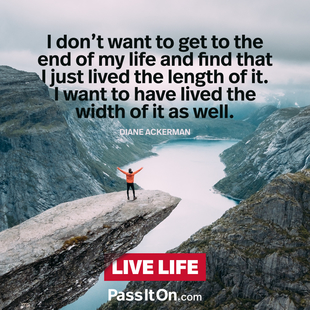 I don’t want to get to the
end of my life and find that
I just lived the length of it.
I want to have lived the
width of it as well.
— DIANE ACKERMAN
LIVE LIFE
PassItOn.com